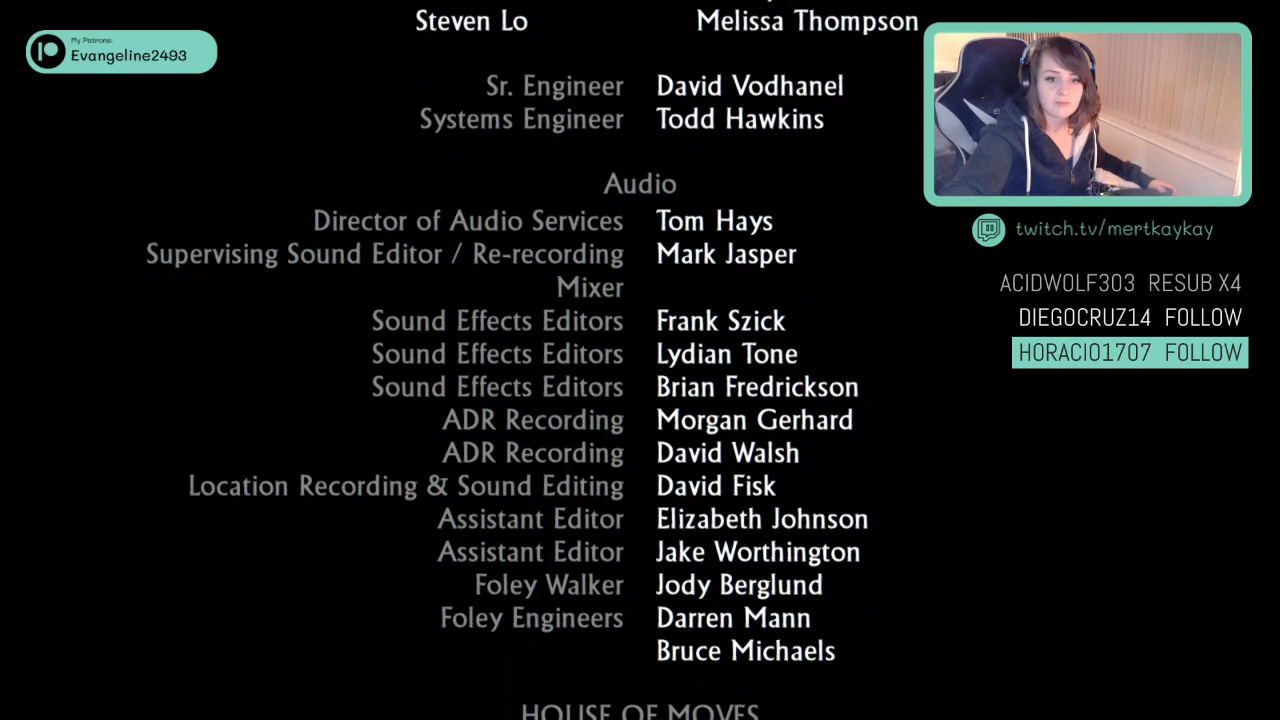 Steven Lo Melissa Thompson
My Patrons:
Evangeline2493
Sr. Engineer David Vodhanel
Systems Engineer Todd Hawkins
Audio
Director of Audio Services Tom Hays
Supervising Sound Editor / Re-recording Mark Jasper
Mixer
Sound Effects Editors Frank Szick
Sound Effects Editors Lydian Tone
Sound Effects Editors Brian Fredrickson
ADR Recording Morgan Gerhard
ADR Recording David Walsh
Location Recording & Sound Editing David Fisk
Assistant Editor Elizabeth Johnson
Assistant Editor Jake Worthington
Foley Walker Jody Berglund
Foley Engineers Darren Mann
Bruce Michaels
HOUSE OF MOVES
twitch.tv/mertkaykay
ACIDWOLF303 RESUB X4
DIEGOCRUZ14 FOLLOW
HORACIO1707 FOLLOW